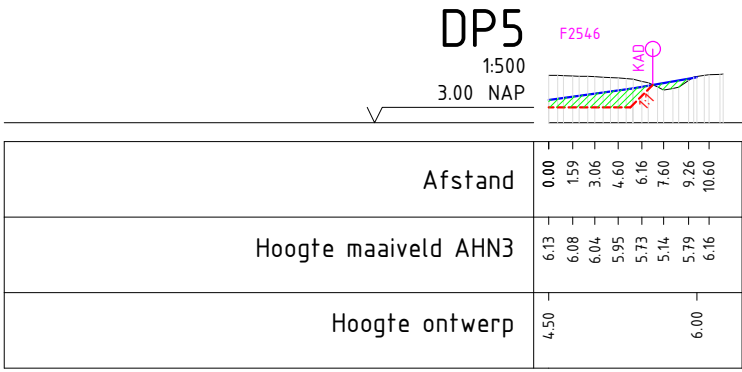 DP5
F2546
1:500
KAD
3.00 NAP
1:1
Afstand 0.00 1.59 3.06 4.60 6.16 7.60 9.26 10.60
Hoogte maaiveld AHN3 6.13 6.08 6.04 5.95 5.73 5.14 5.79 6.16
Hoogte ontwerp 4.50 6.00